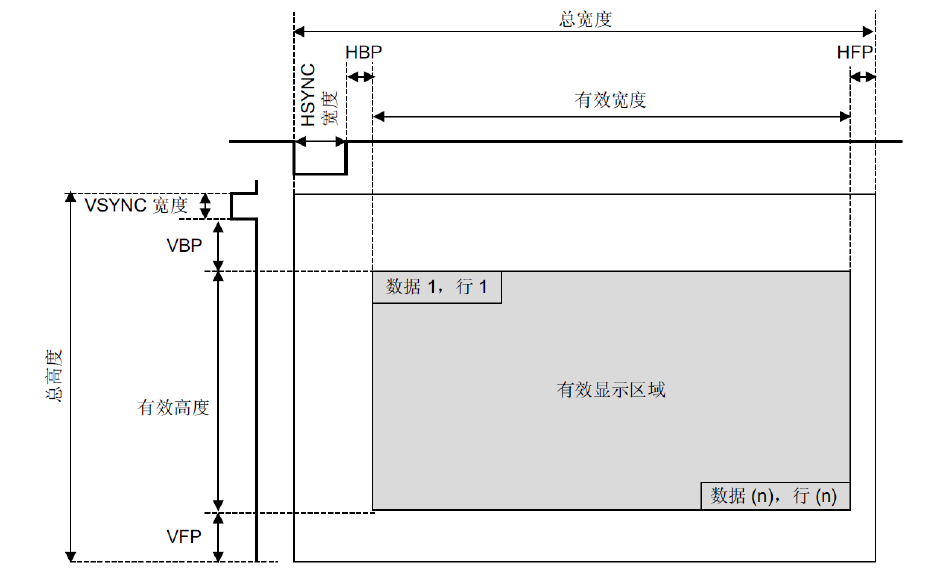 总宽度
HBP
HFP
HSYNC
宽度
有效宽度
VSYNC 宽度
VBP
数据 1，行 1
总高度
有效高度
有效显示区域
数据 (n)，行 (n)
VFP